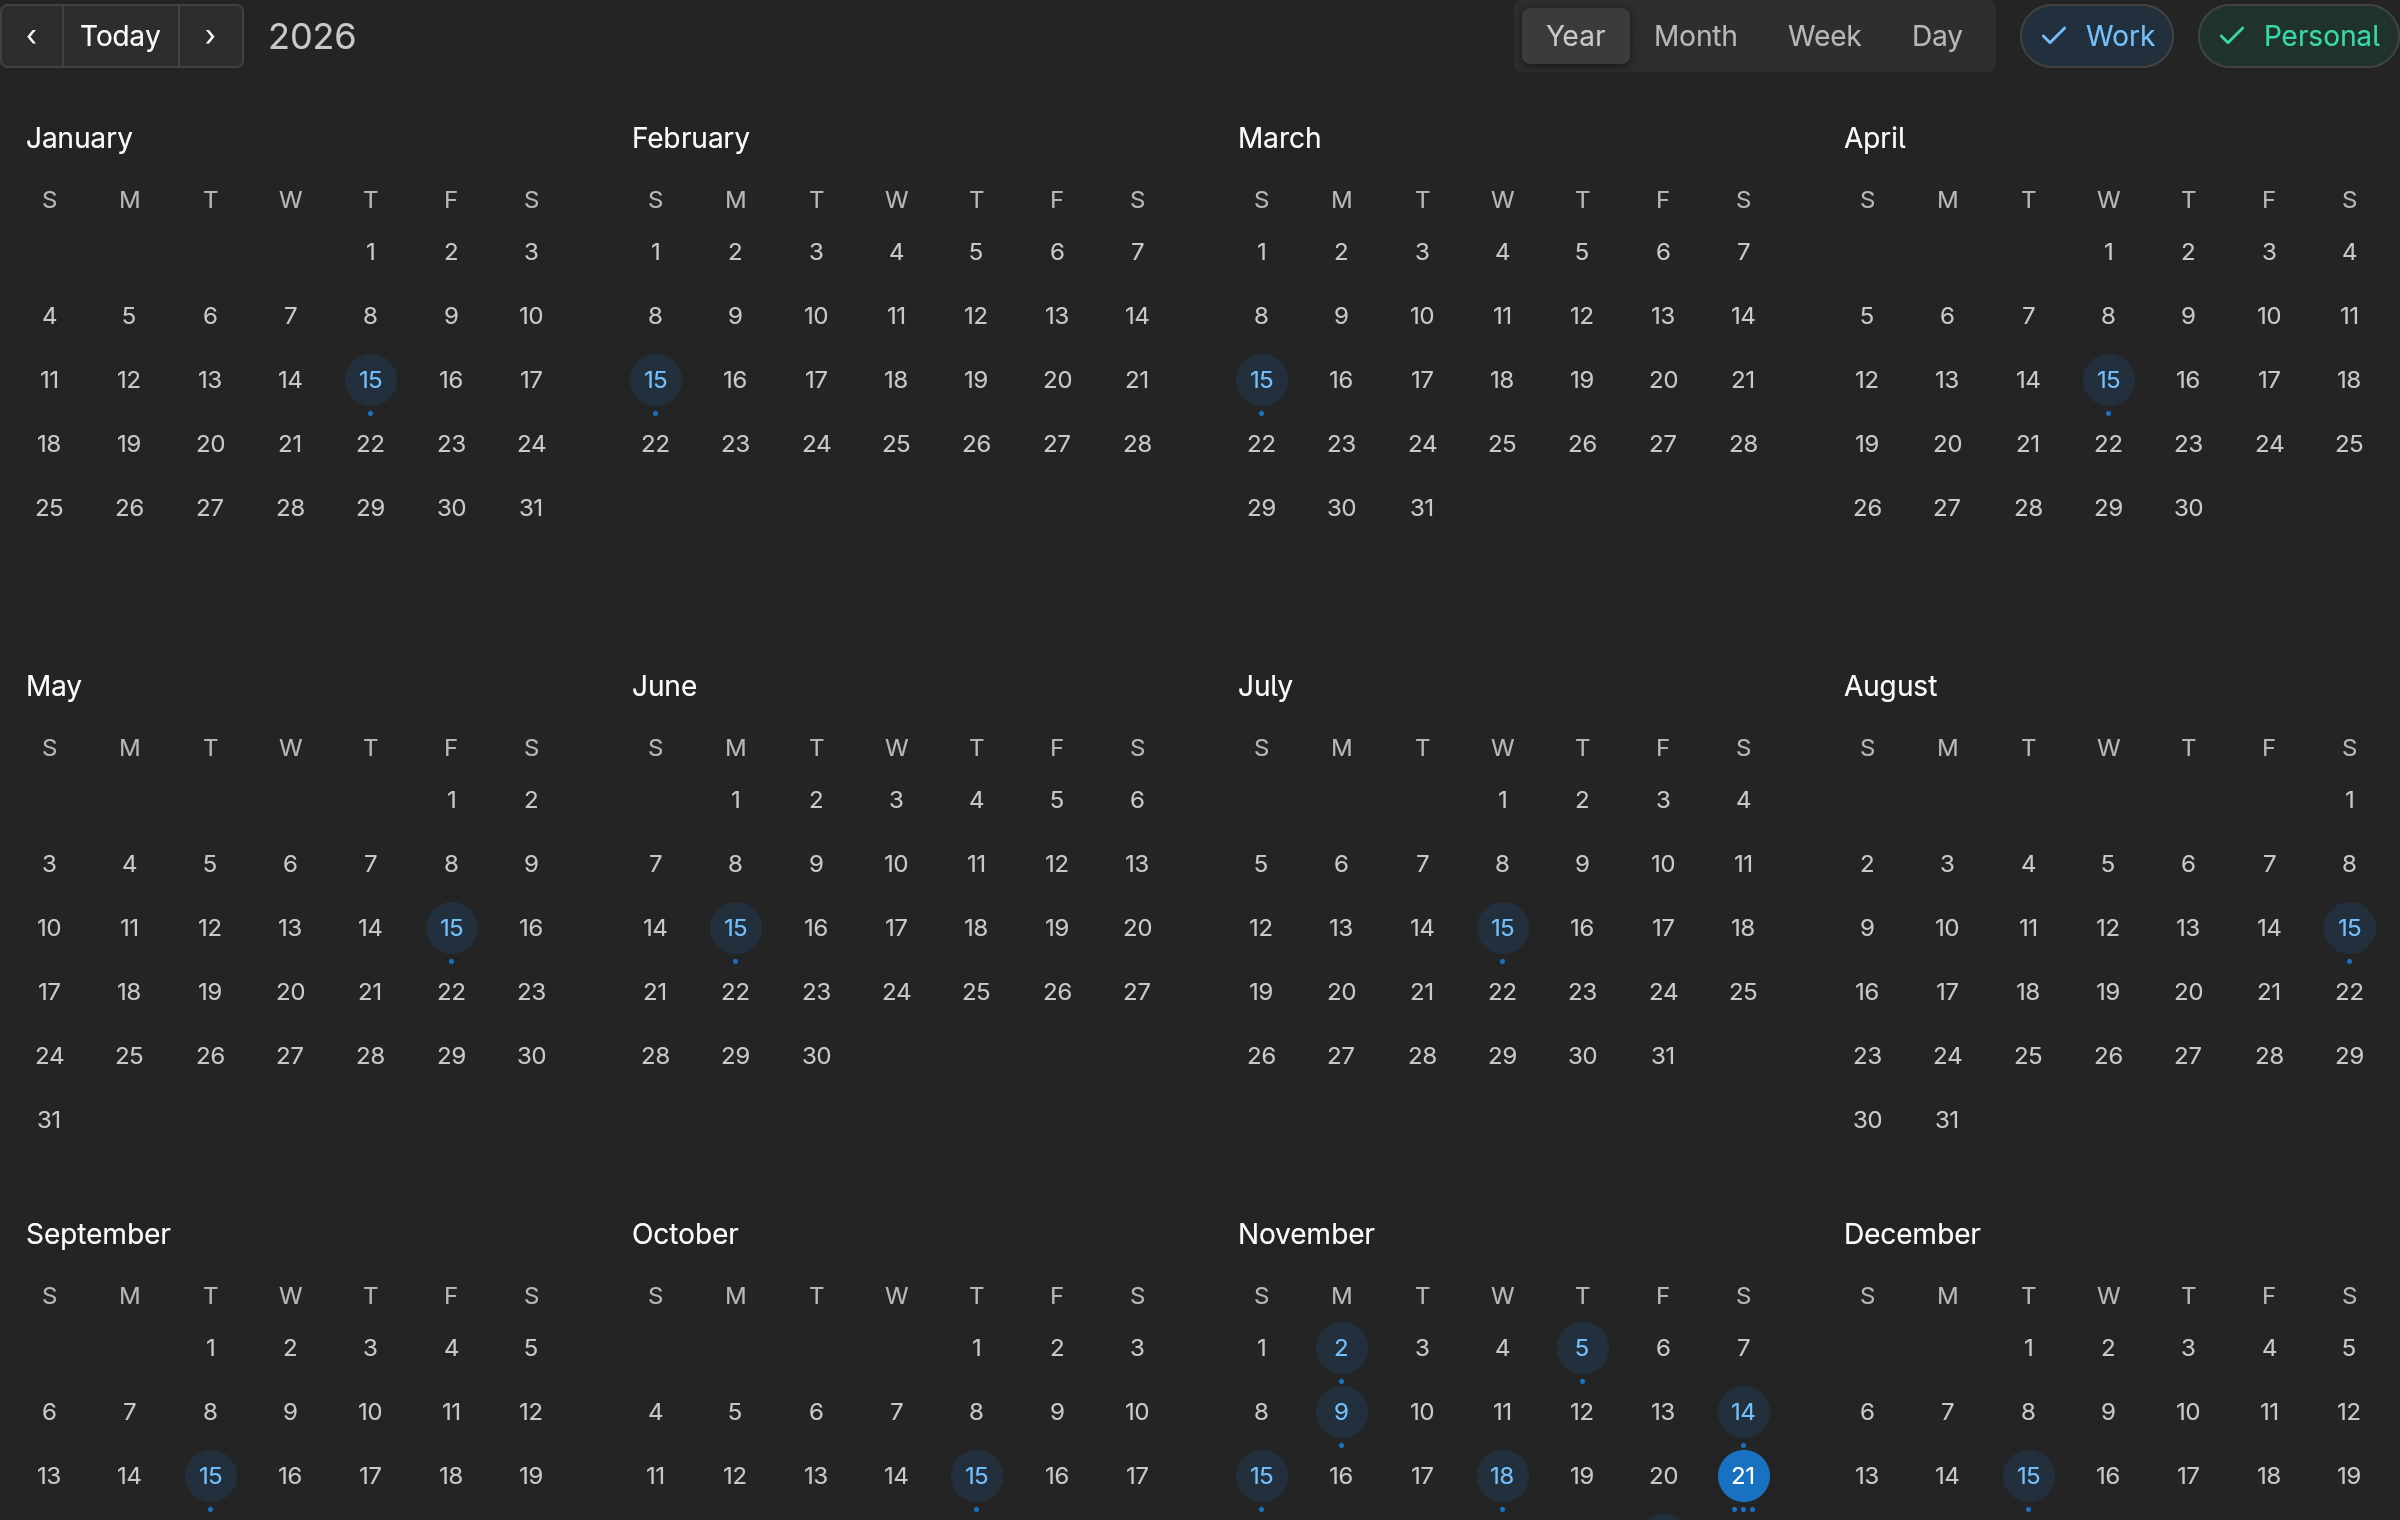 ‹ Today › 2026 Year Month Week Day Work Personal
January February March April
S M T W T F S S M T W T F S S M T W T F S S M T W T F S
1 2 3 1 2 3 4 5 6 7 1 2 3 4 5 6 7 1 2 3 4
4 5 6 7 8 9 10 8 9 10 11 12 13 14 8 9 10 11 12 13 14 5 6 7 8 9 10 11
11 12 13 14 15 16 17 15 16 17 18 19 20 21 15 16 17 18 19 20 21 12 13 14 15 16 17 18
18 19 20 21 22 23 24 22 23 24 25 26 27 28 22 23 24 25 26 27 28 19 20 21 22 23 24 25
25 26 27 28 29 30 31 29 30 31 26 27 28 29 30
May June July August
S M T W T F S S M T W T F S S M T W T F S S M T W T F S
1 2 1 2 3 4 5 6 1 2 3 4 1
3 4 5 6 7 8 9 7 8 9 10 11 12 13 5 6 7 8 9 10 11 2 3 4 5 6 7 8
10 11 12 13 14 15 16 14 15 16 17 18 19 20 12 13 14 15 16 17 18 9 10 11 12 13 14 15
17 18 19 20 21 22 23 21 22 23 24 25 26 27 19 20 21 22 23 24 25 16 17 18 19 20 21 22
24 25 26 27 28 29 30 28 29 30 26 27 28 29 30 31 23 24 25 26 27 28 29
31 30 31
September October November December
S M T W T F S S M T W T F S S M T W T F S S M T W T F S
1 2 3 4 5 1 2 3 1 2 3 4 5 6 7 1 2 3 4 5
6 7 8 9 10 11 12 4 5 6 7 8 9 10 8 9 10 11 12 13 14 6 7 8 9 10 11 12
13 14 15 16 17 18 19 11 12 13 14 15 16 17 15 16 17 18 19 20 21 13 14 15 16 17 18 19